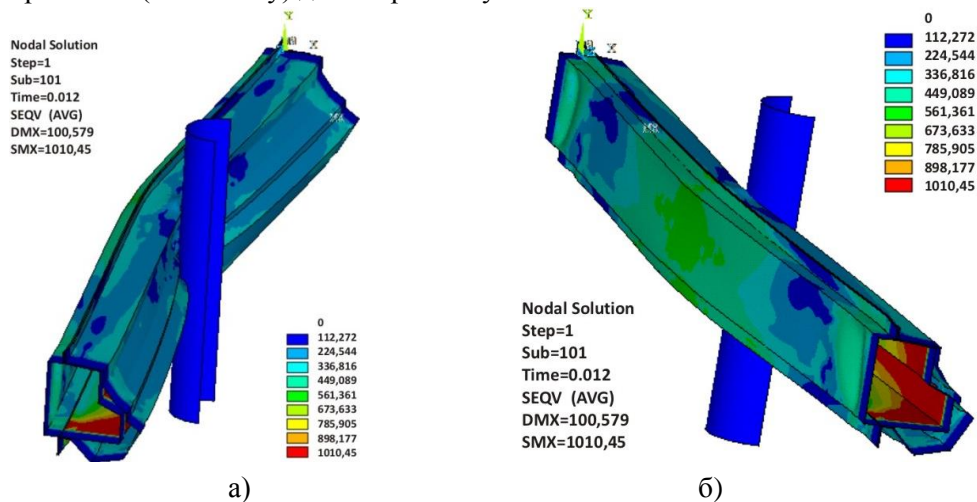 Y
X
Nodal Solution
Step=1
Sub=101
Time=0.012
SEQV (AVG)
DMX=100,579
SMX=1010,45
0
112,272
224,544
336,816
449,089
561,361
673,633
785,905
898,177
1010,45
а)
Y
X
0
112,272
224,544
336,816
449,089
561,361
673,633
785,905
898,177
1010,45
Nodal Solution
Step=1
Sub=101
Time=0.012
SEQV (AVG)
DMX=100,579
SMX=1010,45
б)